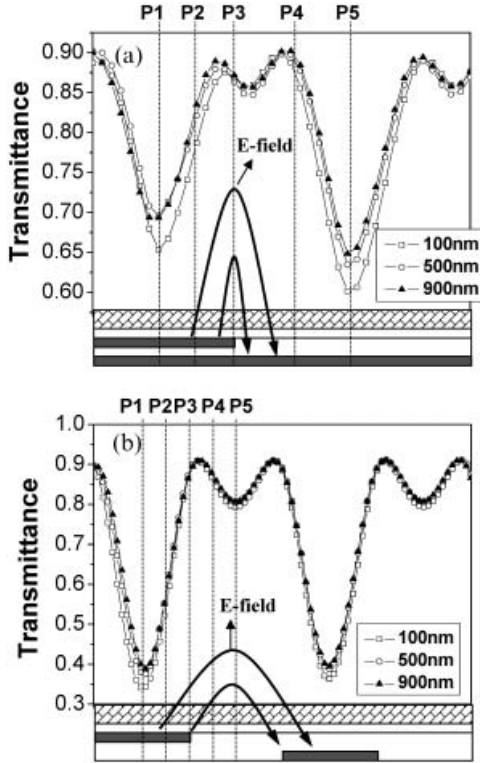 P1 P2 P3 P4 P5
(a)
0.90
0.85
0.80
0.75
0.70
0.65
0.60
Transmittance
E-field
100nm
500nm
900nm
P1 P2 P3 P4 P5
(b)
1.0
0.9
0.8
0.7
0.6
0.5
0.4
0.3
Transmittance
E-field
100nm
500nm
900nm